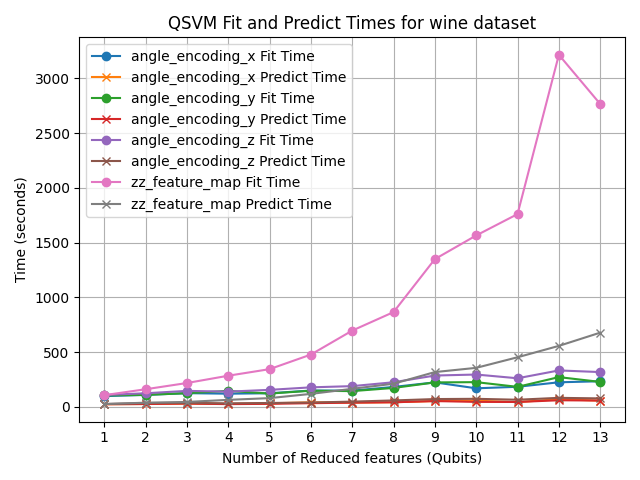 QSVM Fit and Predict Times for wine dataset
angle_encoding_x Fit Time
angle_encoding_x Predict Time
angle_encoding_y Fit Time
angle_encoding_y Predict Time
angle_encoding_z Fit Time
angle_encoding_z Predict Time
zz_feature_map Fit Time
zz_feature_map Predict Time
Time (seconds)
3000
2500
2000
1500
1000
500
0
1 2 3 4 5 6 7 8 9 10 11 12 13
Number of Reduced features (Qubits)